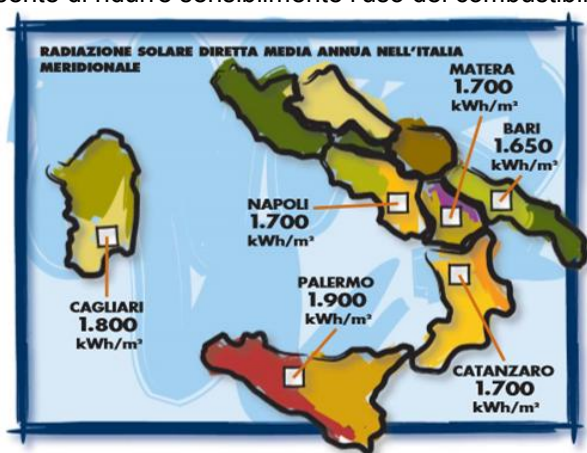 RADIAZIONE SOLARE DIRETTA MEDIA ANNUA NELL'ITALIA
MERIDIONALE
MATERA
1.700
kWh/m²
BARI
1.650
kWh/m²
NAPOLI
1.700
kWh/m²
PALERMO
1.900
kWh/m²
CAGLIARI
1.800
kWh/m²
CATANZARO
1.700
kWh/m²